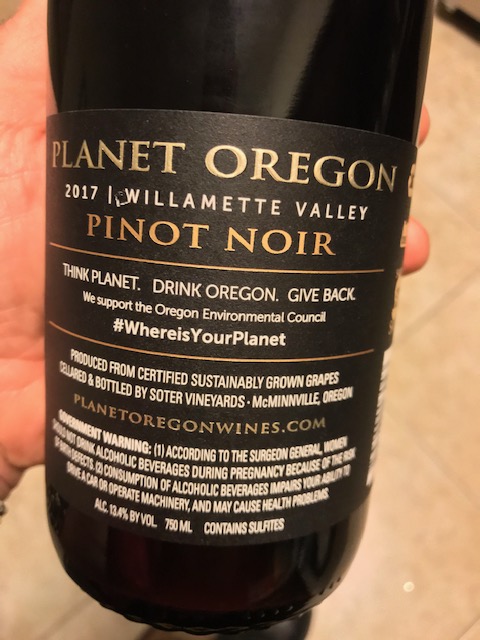 PLANET OREGON
2017 | WILLAMETTE VALLEY
PINOT NOIR
THINK PLANET. DRINK OREGON. GIVE BACK.
We support the Oregon Environmental Council
#WhereisYourPlanet
PRODUCED FROM CERTIFIED SUSTAINABLY GROWN GRAPES
CELLARED & BOTTLED BY SOTER VINEYARDS · McMINNVILLE, OREGON
PLANETOREGONWINES.COM
GOVERNMENT WARNING: (1) ACCORDING TO THE SURGEON GENERAL, WOMEN
SHOULD NOT DRINK ALCOHOLIC BEVERAGES DURING PREGNANCY BECAUSE OF THE RISK
OF BIRTH DEFECTS. (2) CONSUMPTION OF ALCOHOLIC BEVERAGES IMPAIRS YOUR ABILITY TO
DRIVE A CAR OR OPERATE MACHINERY, AND MAY CAUSE HEALTH PROBLEMS.
ALC. 13.4% BY VOL 750 ML CONTAINS SULFITES